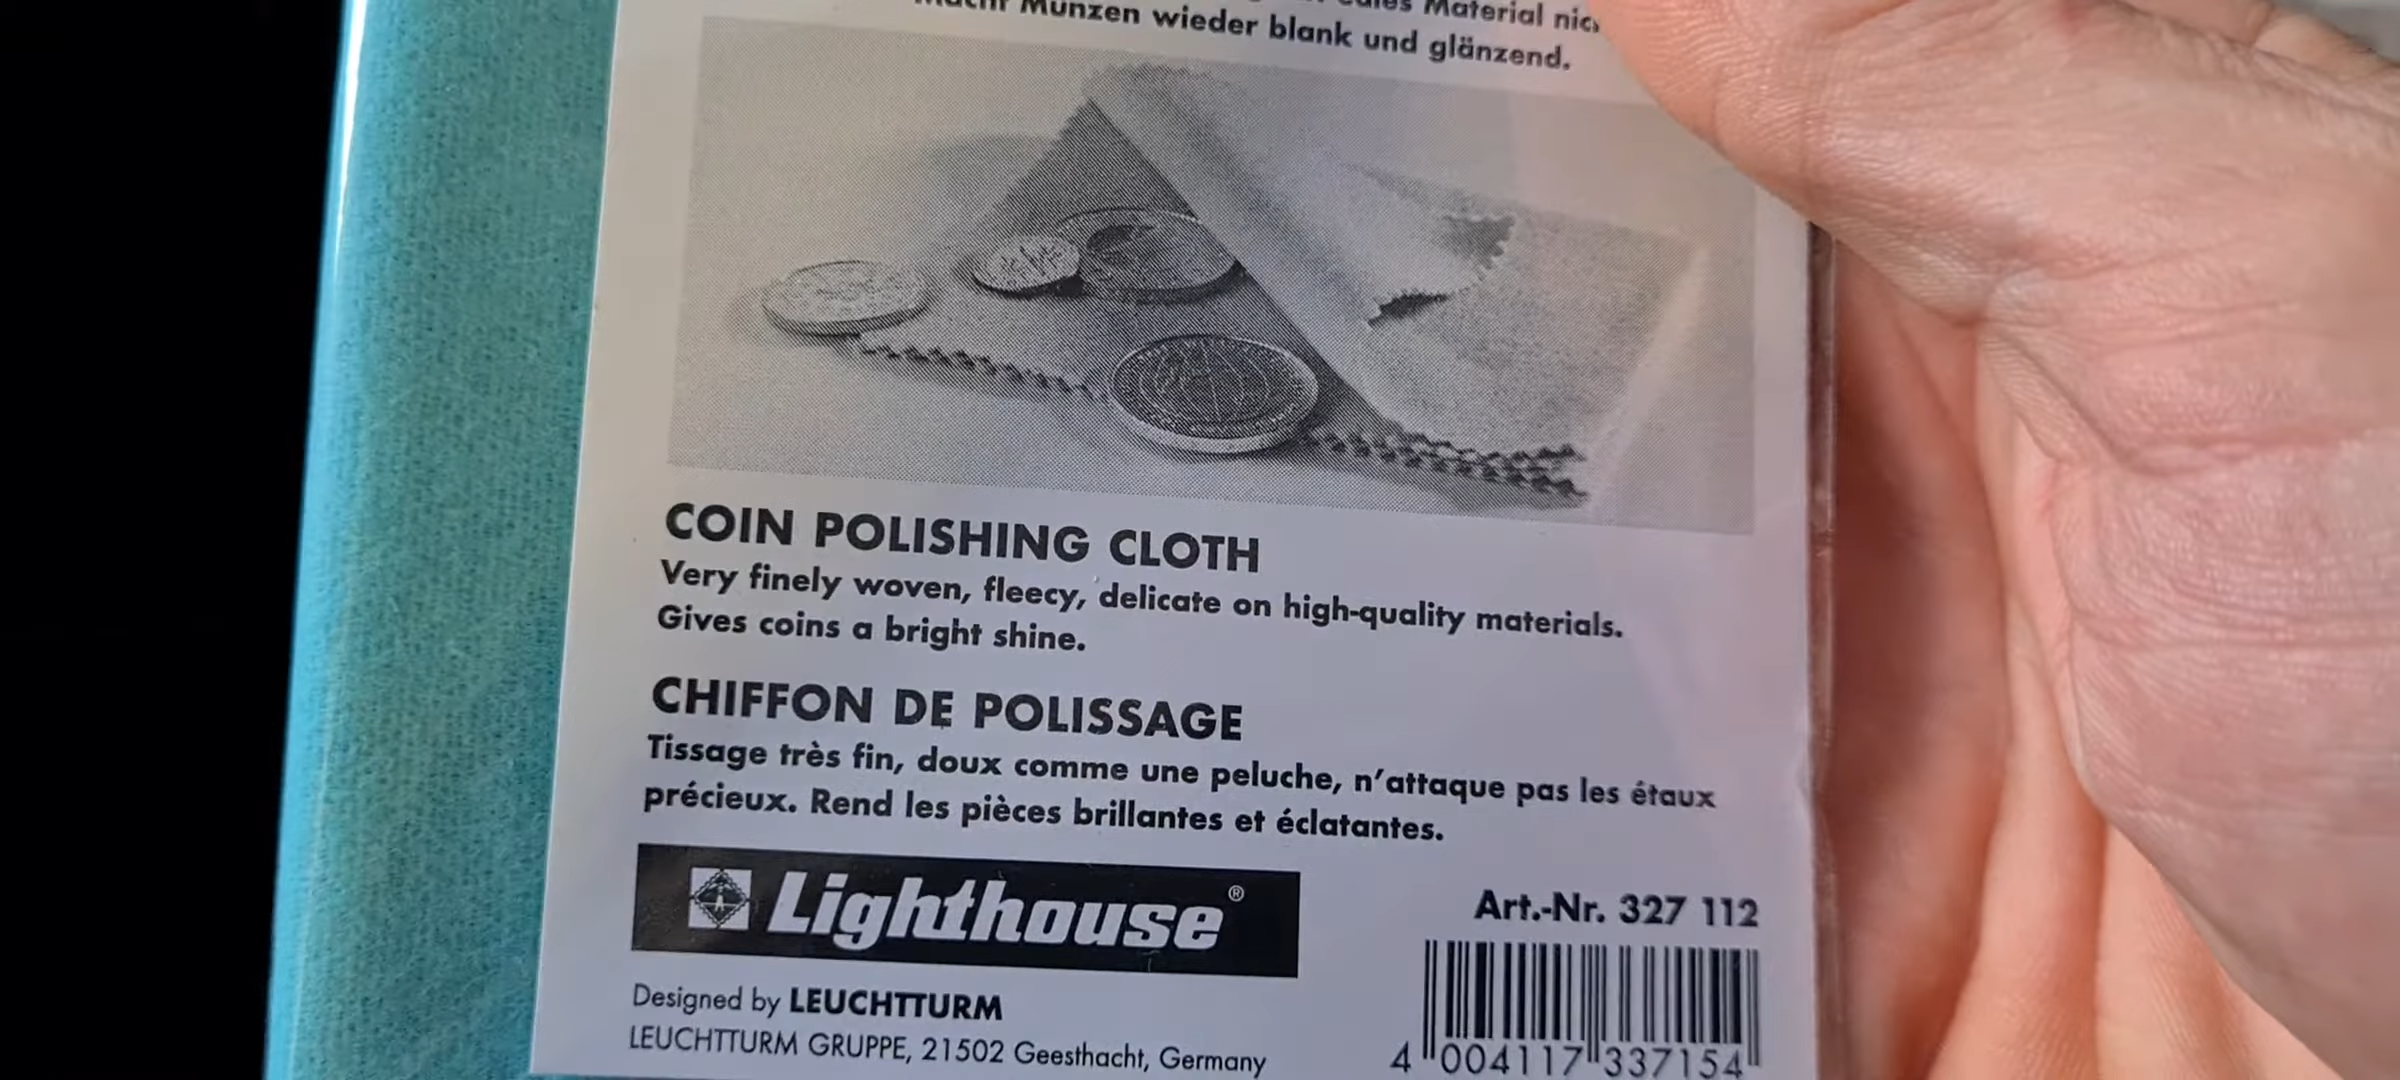 Material
Münzen wieder blank und glänzend.
COIN POLISHING CLOTH
Very finely woven, fleecy, delicate on high-quality materials.
Gives coins a bright shine.
CHIFFON DE POLISSAGE
Tissage très fin, doux comme une peluche, n'attaque pas les étaux
précieux. Rend les pièces brillantes et éclatantes.
Lighthouse®
Art.-Nr. 327 112
Designed by LEUCHTTURM
LEUCHTTURM GRUPPE, 21502 Geesthacht, Germany
4 004117 337154